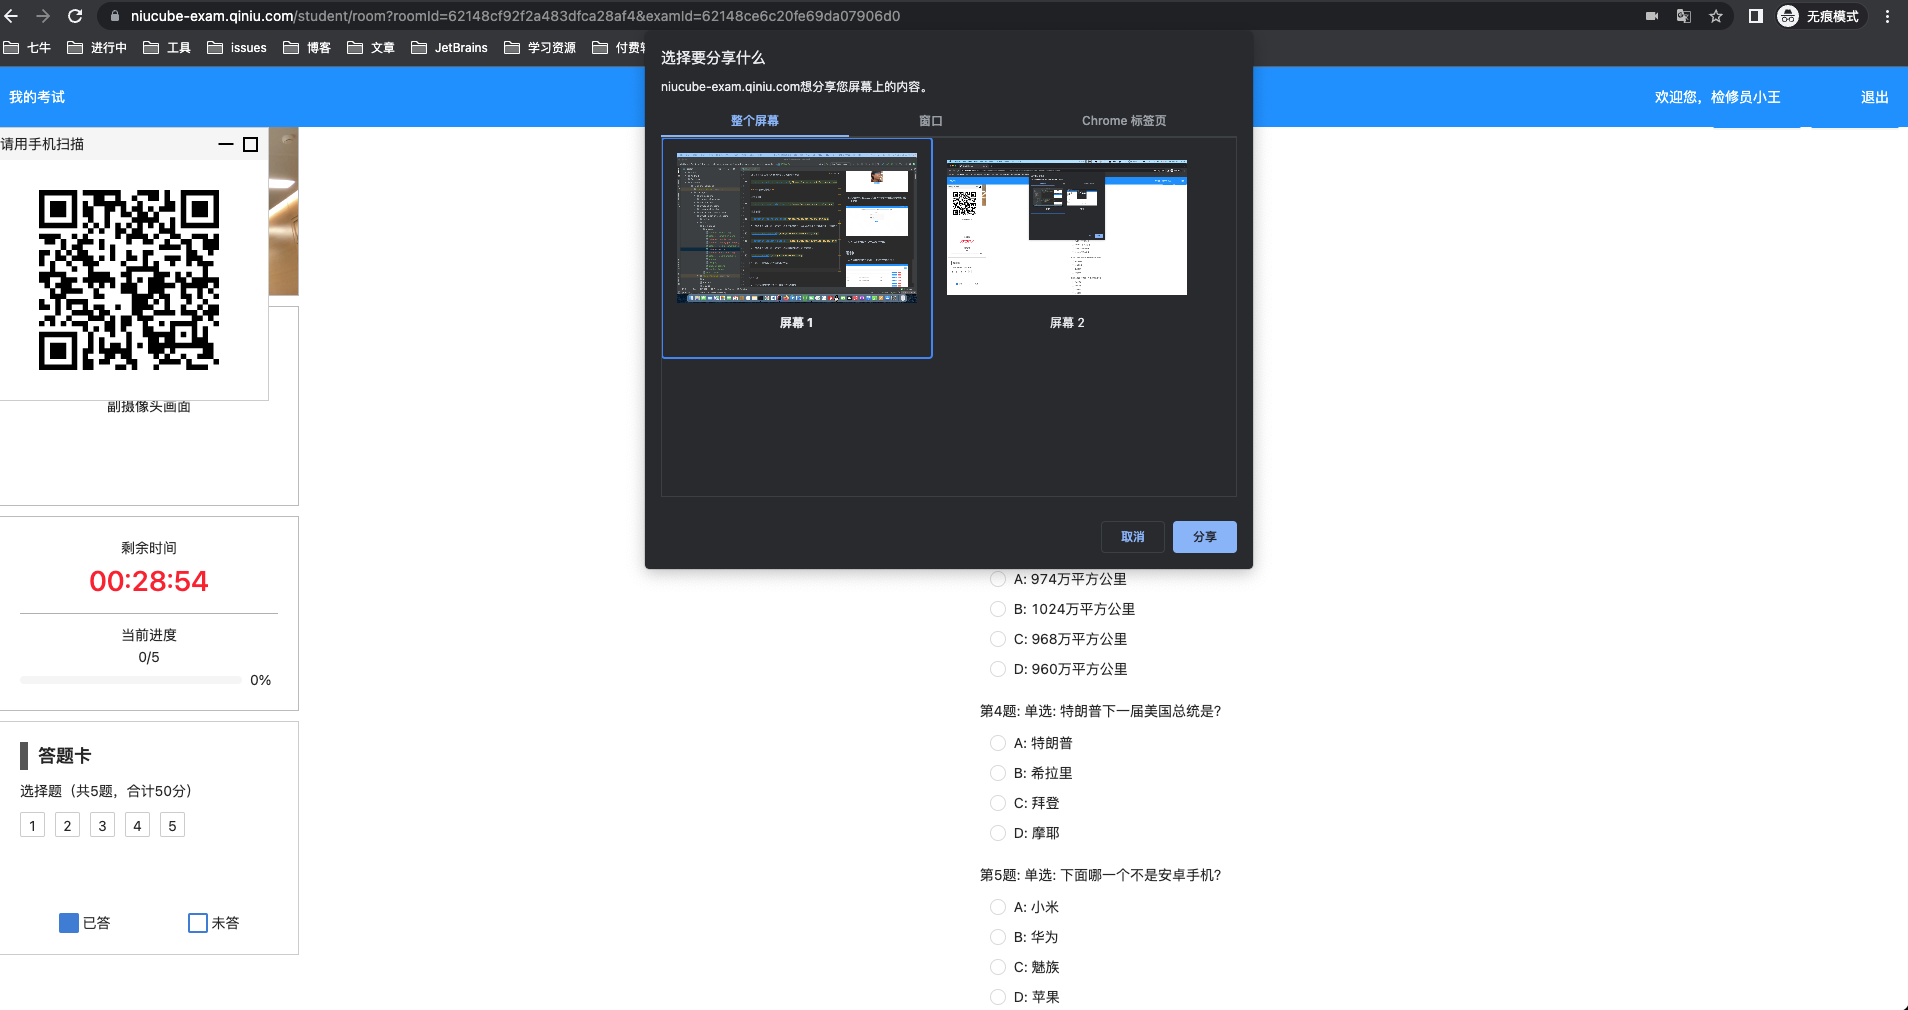 niucube-exam.qiniu.com/student/room?roomId=62148cf92f2a483dfca28af4&examId=62148ce6c20fe69da07906d0
无痕模式
七牛
进行中
工具
issues
博客
文章
JetBrains
学习资源
付费
我的考试
欢迎您，检修员小王
退出
选择要分享什么
niucube-exam.qiniu.com想分享您屏幕上的内容。
整个屏幕
窗口
Chrome 标签页
屏幕 1
屏幕 2
取消
分享
请用手机扫描
副摄像头画面
剩余时间
00:28:54
当前进度
0/5
0%
答题卡
选择题（共5题，合计50分）
1 2 3 4 5
已答
未答
A: 974万平方公里
B: 1024万平方公里
C: 968万平方公里
D: 960万平方公里
第4题: 单选: 特朗普下一届美国总统是?
A: 特朗普
B: 希拉里
C: 拜登
D: 摩耶
第5题: 单选: 下面哪一个不是安卓手机?
A: 小米
B: 华为
C: 魅族
D: 苹果